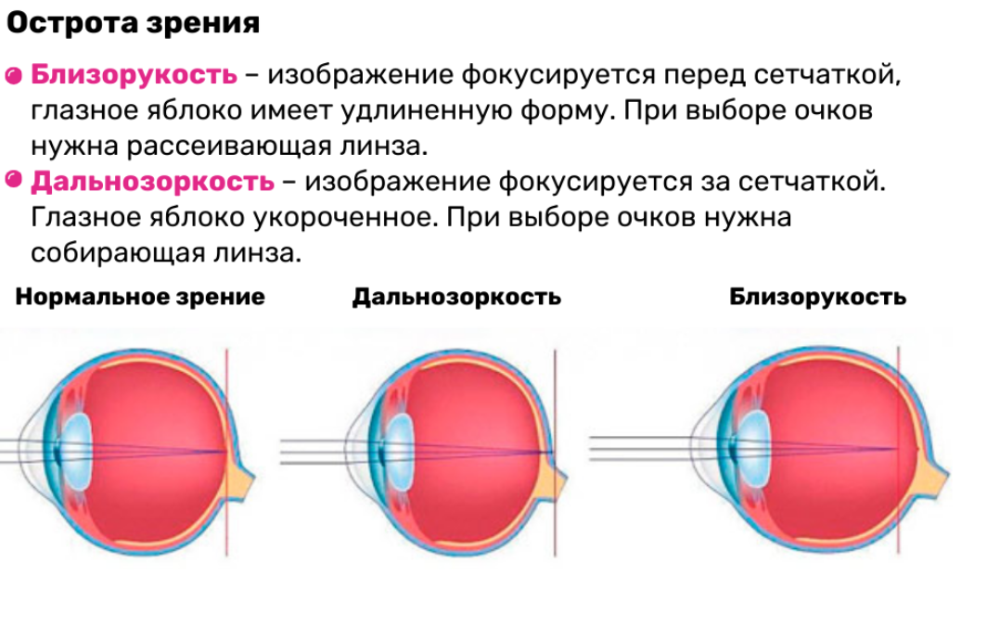 Острота зрения
Близорукость – изображение фокусируется перед сетчаткой,
глазное яблоко имеет удлиненную форму. При выборе очков
нужна рассеивающая линза.
Дальнозоркость – изображение фокусируется за сетчаткой.
Глазное яблоко укороченное. При выборе очков нужна
собирающая линза.
Нормальное зрение Дальнозоркость Близорукость